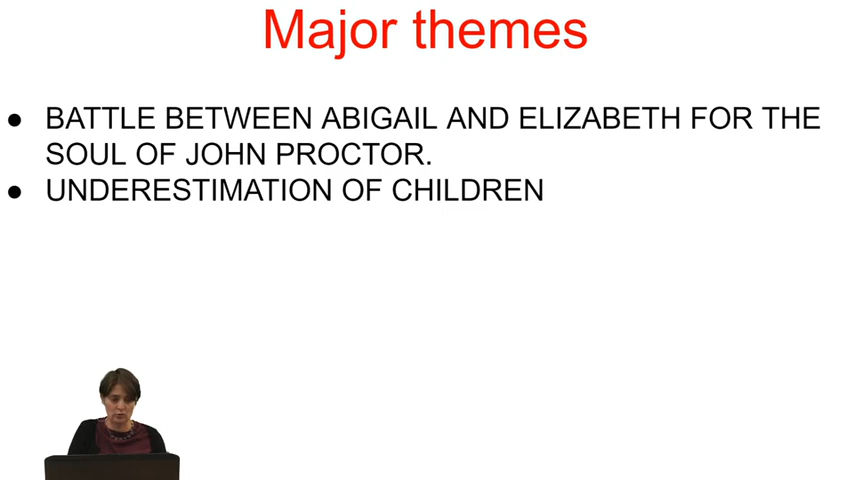 Major themes
● BATTLE BETWEEN ABIGAIL AND ELIZABETH FOR THE
SOUL OF JOHN PROCTOR.
● UNDERESTIMATION OF CHILDREN